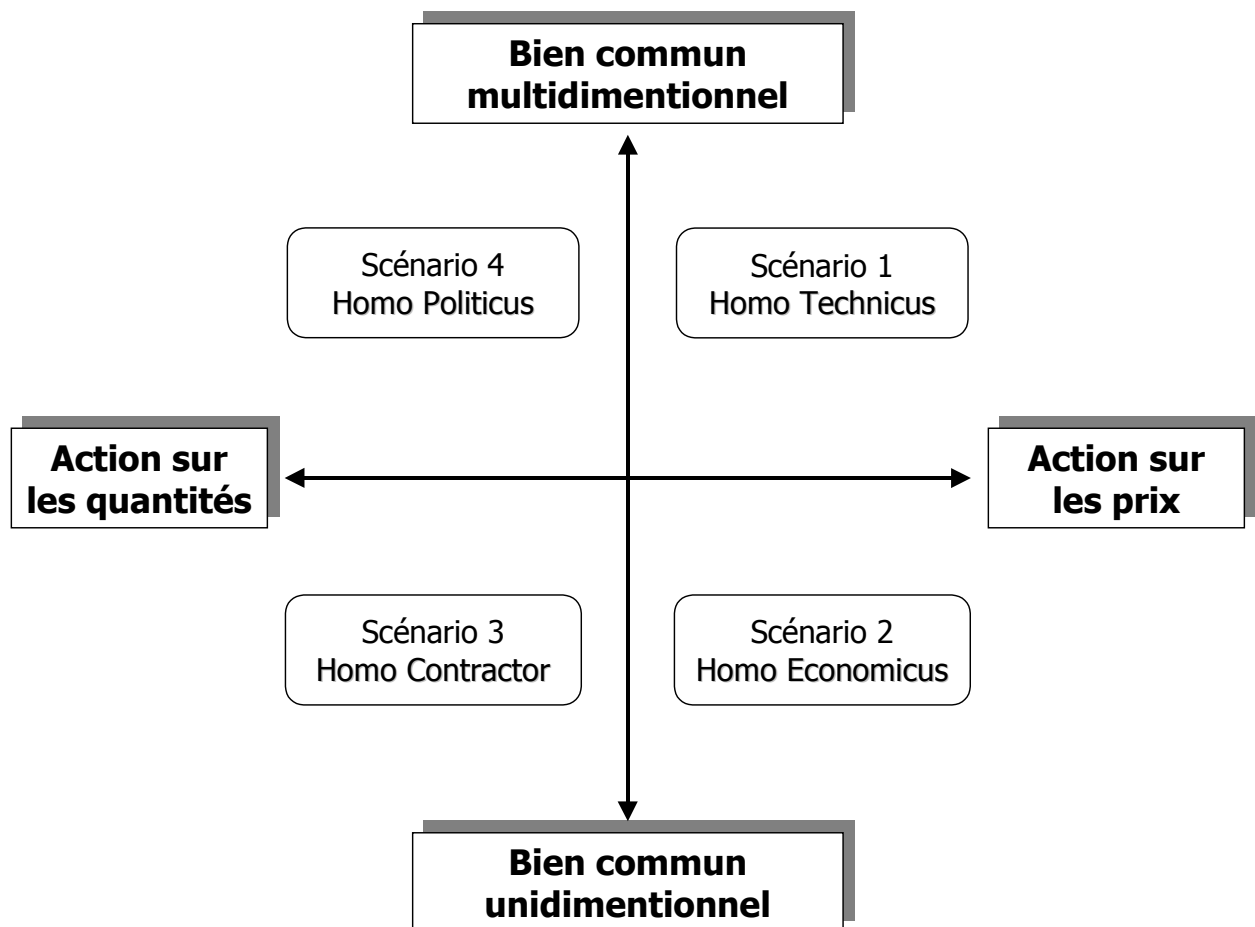 Bien commun
multidimentionnel
Scénario 4
Homo Politicus
Scénario 1
Homo Technicus
Action sur
les quantités
Action sur
les prix
Scénario 3
Homo Contractor
Scénario 2
Homo Economicus
Bien commun
unidimentionnel